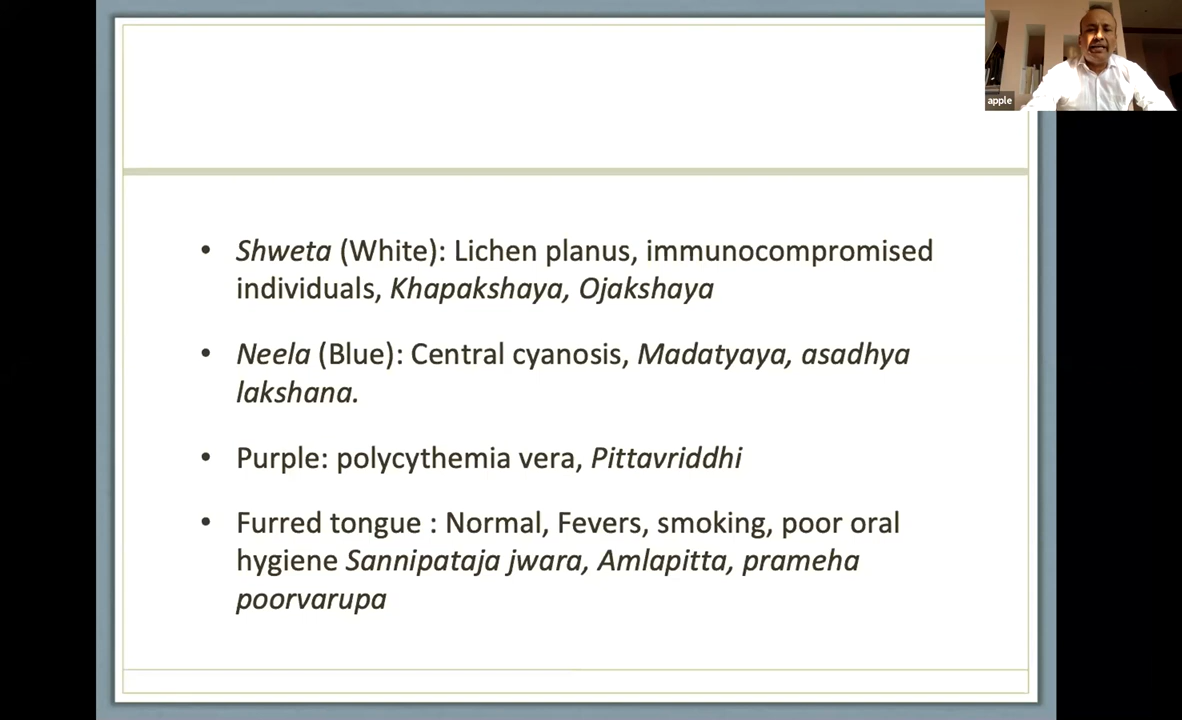 apple
• Shweta (White): Lichen planus, immunocompromised
individuals, Khapakshaya, Ojakshaya
• Neela (Blue): Central cyanosis, Madatyaya, asadhya
lakshana.
• Purple: polycythemia vera, Pittavriddhi
• Furred tongue : Normal, Fevers, smoking, poor oral
hygiene Sannipataja jwara, Amlapitta, prameha
poorvarupa